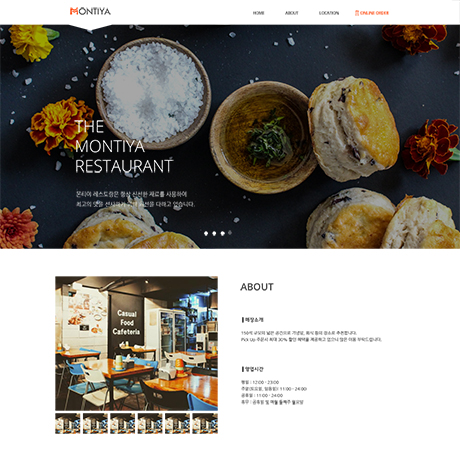 MONTIYA
HOME ABOUT LOCATION ONLINE ORDER
THE
MONTIYA
RESTAURANT
몬티야 레스토랑은 항상 신선한 재료를 사용하여
최고의 맛을 선사하기 위해 최선을 다하고 있습니다.
Casual
Food
Cafeteria
ABOUT
매장소개
150석 규모의 넓은 공간으로 기념일, 회식 등의 장소로 추천합니다.
Pick Up 주문시 최대 30% 할인 혜택을 제공하고 있으니 많은 이용 부탁드립니다.
영업시간
평일 : 12:00 - 23:00
주말(토요일, 일요일): 11:00 - 24:00
공휴일 : 11:00 - 24:00
휴무 : 공휴일 및 매월 둘째주 월요일